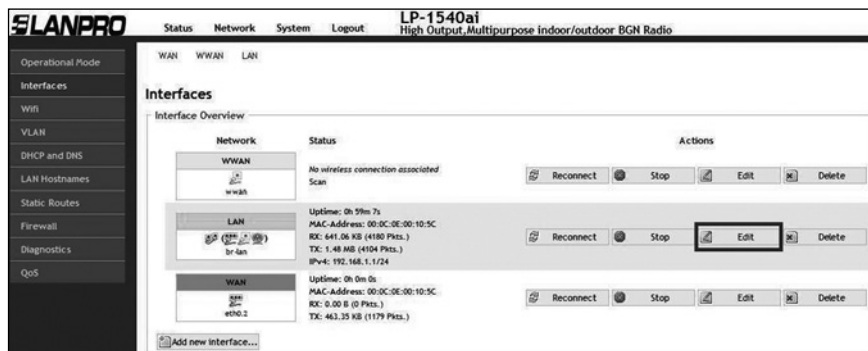 LANPRO
Status Network System Logout
LP-1540ai
High Output,Multipurpose indoor/outdoor BGN Radio
Operational Mode
Interfaces
Wifi
VLAN
DHCP and DNS
LAN Hostnames
Static Routes
Firewall
Diagnostics
QoS
WAN WWAN LAN
Interfaces
Interface Overview
Network Status Actions
WWAN
wwan
No wireless connection associated
Scan
Reconnect Stop Edit Delete
LAN
br-lan
Uptime: 0h 59m 7s
MAC-Address: 00:0C:0E:00:10:5C
RX: 641.06 KB (4180 Pkts.)
TX: 1.48 MB (4104 Pkts.)
IPv4: 192.168.1.1/24
Reconnect Stop Edit Delete
WAN
eth0.2
Uptime: 0h 0m 0s
MAC-Address: 00:0C:0E:00:10:5C
RX: 0.00 B (0 Pkts.)
TX: 463.35 KB (1179 Pkts.)
Reconnect Stop Edit Delete
Add new interface...